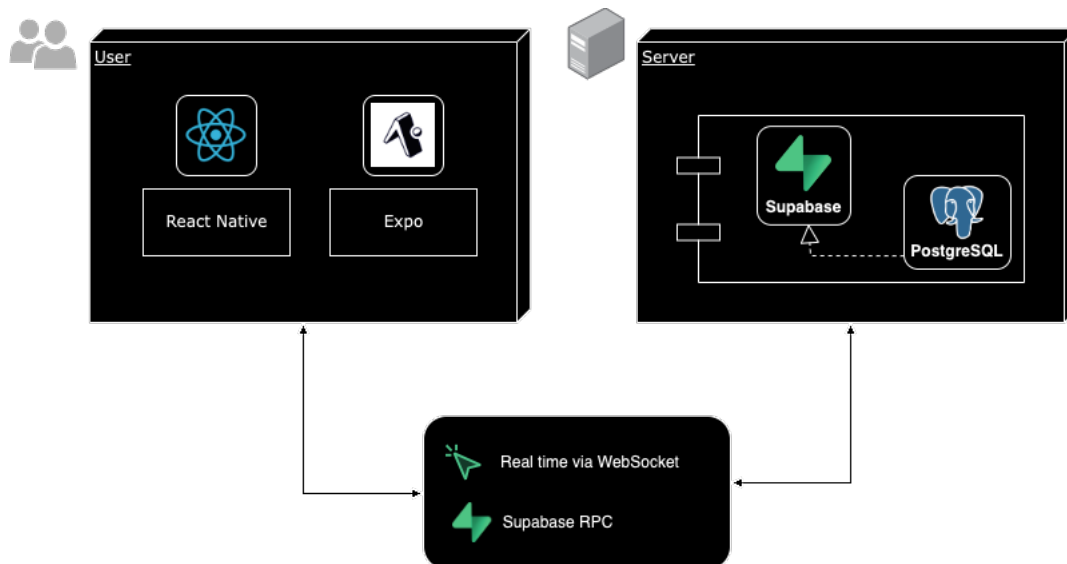 User
Server
React Native
Expo
Supabase
PostgreSQL
Real time via WebSocket
Supabase RPC